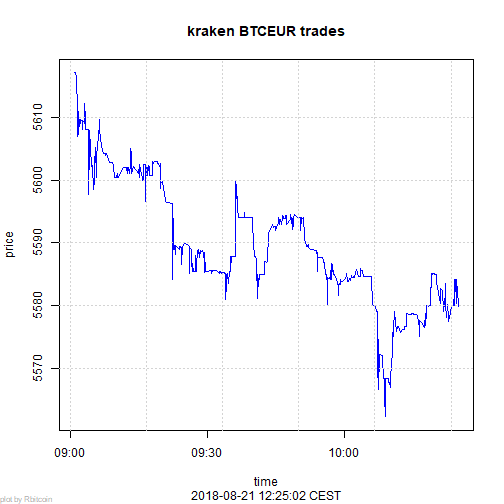 kraken BTCEUR trades
price
5610
5600
5590
5580
5570
09:00
09:30
10:00
time
2018-08-21 12:25:02 CEST
plot by Rbitcoin